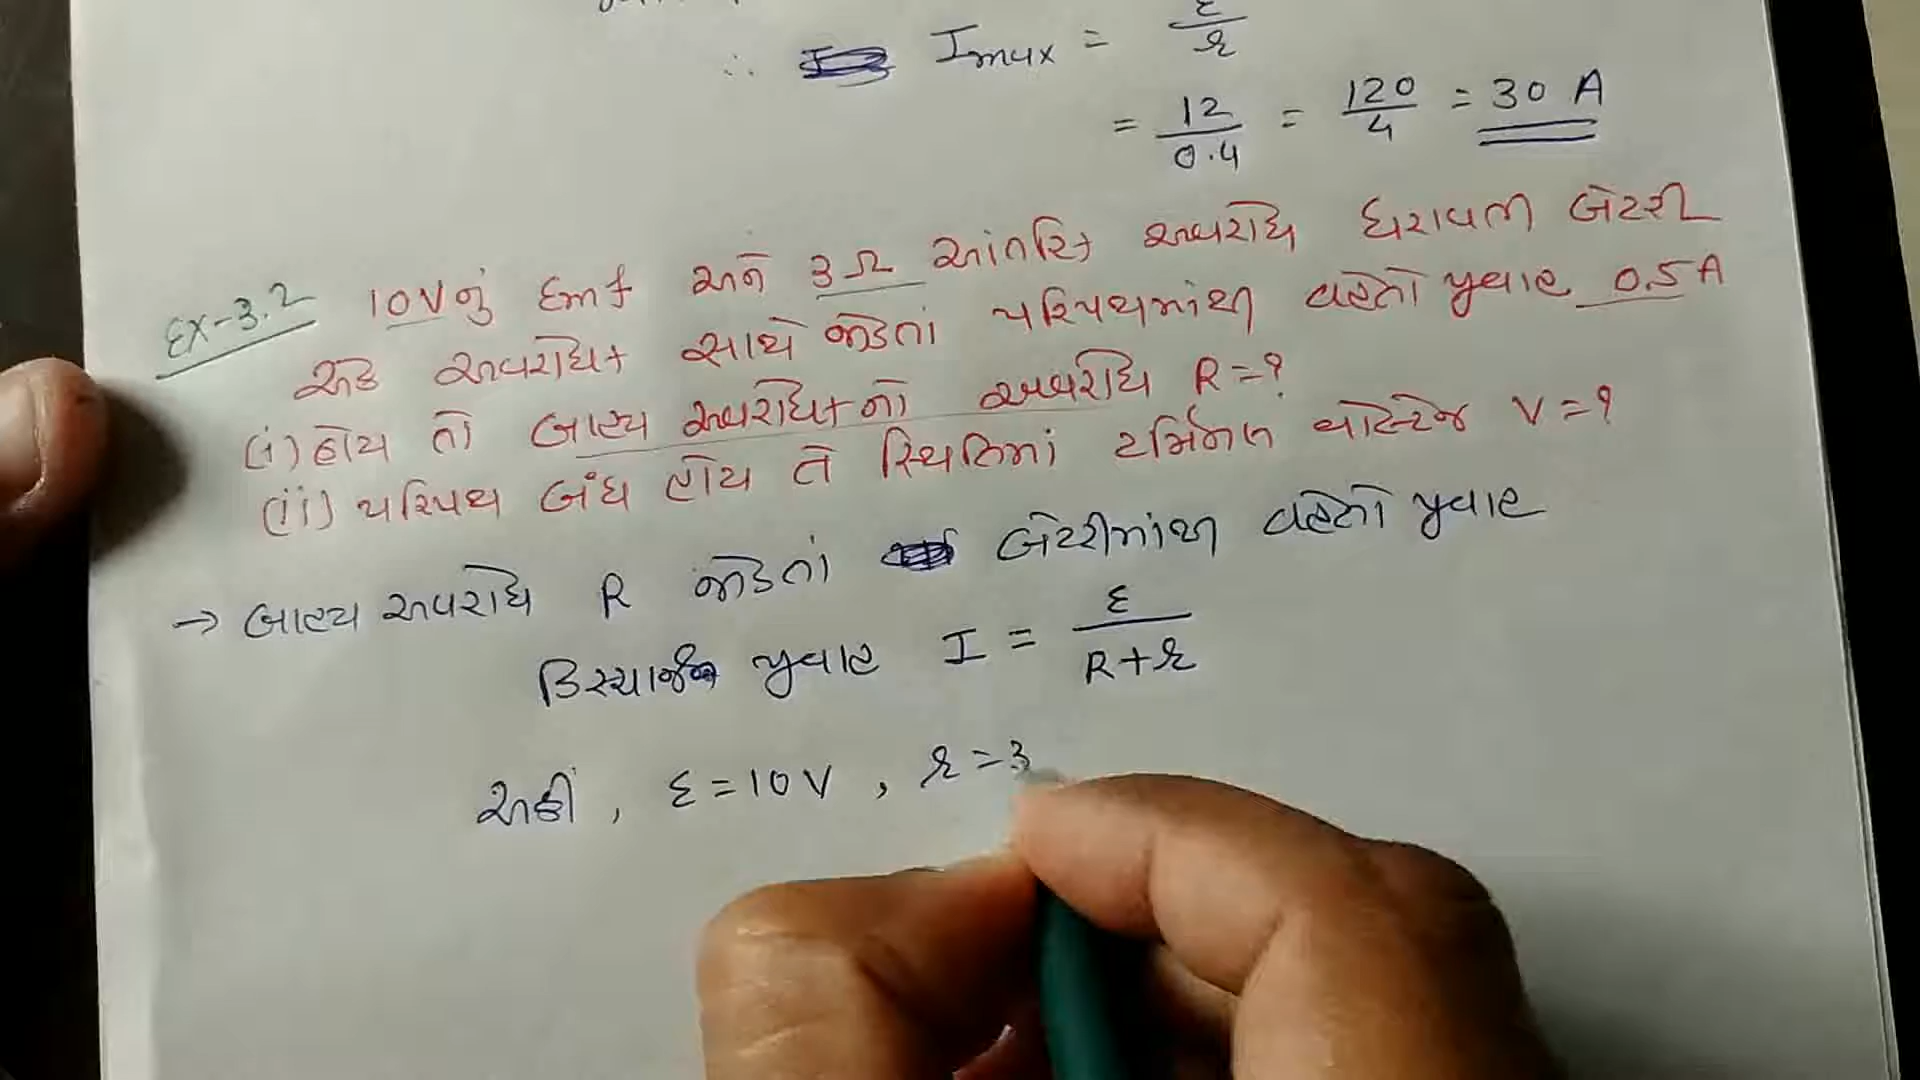 ∴ Imax = ε/r
= 12/0.4 = 120/4 = 30 A
Ex-3.2 10Vનું Emf અને 3Ω આંતરિક અવરોધ ધરાવતી બેટરી
એક અવરોધક સાથે જોડતાં પરિપથમાંથી વહેતો પ્રવાહ 0.5A
(i) હોય તો બાહ્ય અવરોધકનો અવરોધ R=?
(ii) પરિપથ બંધ હોય તે સ્થિતિમાં ટર્મિનલ વોલ્ટેજ V=?
→ બાહ્ય અવરોધ R જોડતાં બેટરીમાંથી વહેતો પ્રવાહ
ડિસ્ચાર્જિંગ પ્રવાહ I = ε/R+r
અહીં, ε=10V, r=3